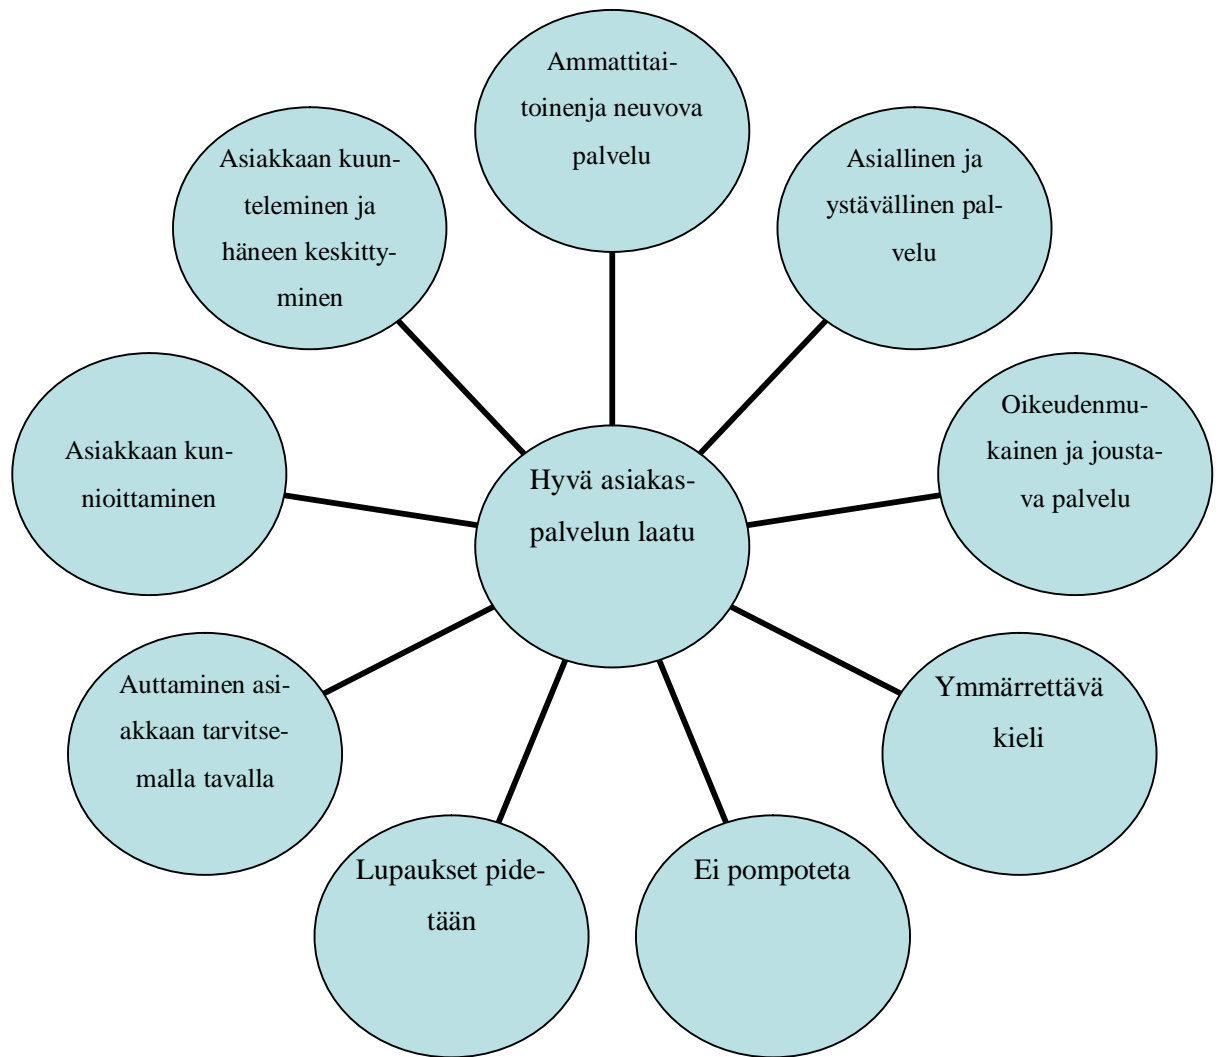 Ammattitai-
toinenja neuvova
palvelu
Asiallinen ja
ystävällinen pal-
velu
Oikeudenmu-
kainen ja jousta-
va palvelu
Ymmärrettävä
kieli
Ei pompoteta
Lupaukset pide-
tään
Auttaminen asi-
akkaan tarvitse-
malla tavalla
Asiakkaan kun-
nioittaminen
Asiakkaan kuun-
teleminen ja
häneen keskitty-
minen
Hyvä asiakas-
palvelun laatu